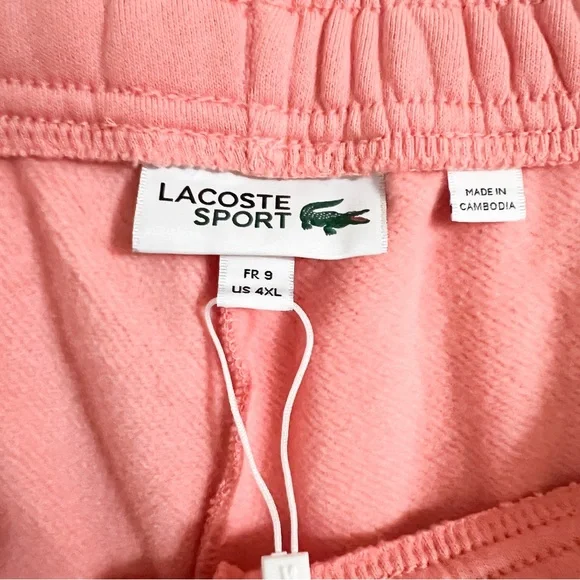 LACOSTE
SPORT
MADE IN
CAMBODIA
FR 9
US 4XL